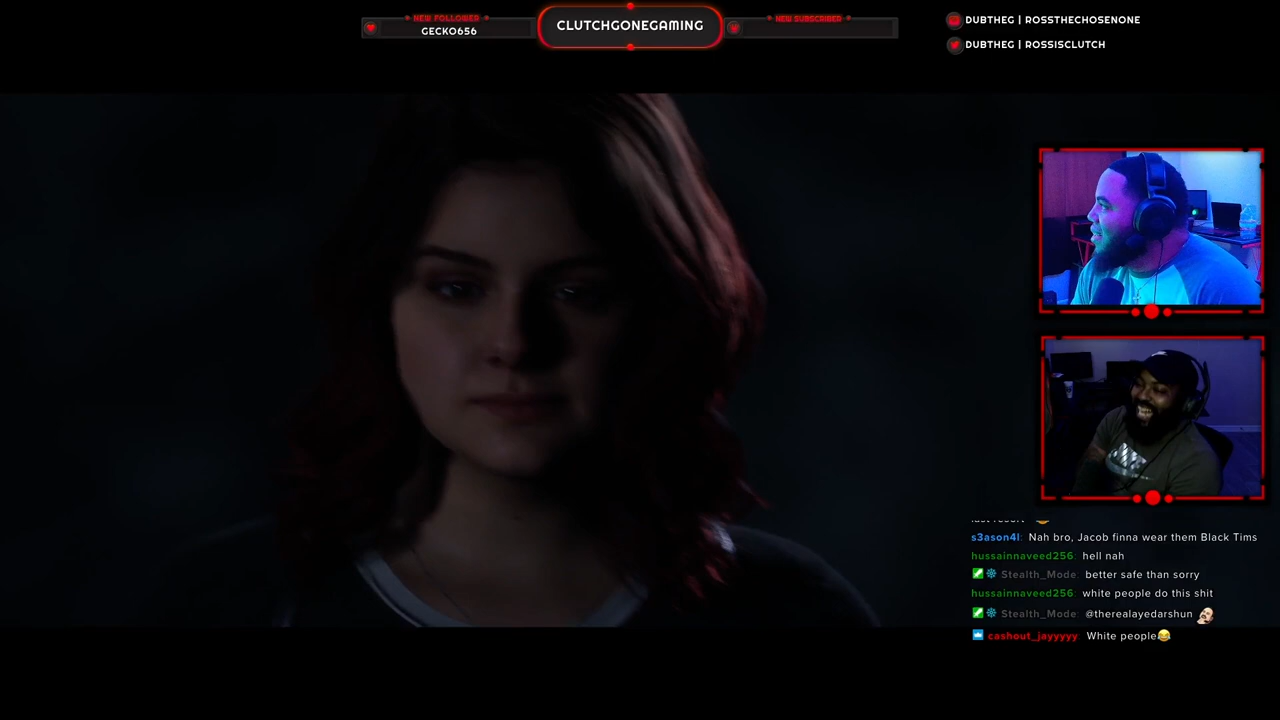 NEW FOLLOWER
GECKO656
CLUTCHGONEGAMING
NEW SUBSCRIBER
DUBTHEG | ROSSTHECHOSENONE
DUBTHEG | ROSSISCLUTCH
s3ason4l: Nah bro, Jacob finna wear them Black Tims
hussainnaveed256: hell nah
Stealth_Mode: better safe than sorry
hussainnaveed256: white people do this shit
Stealth_Mode: @therealayedarshun
cashout_jayyyyy: White people😂